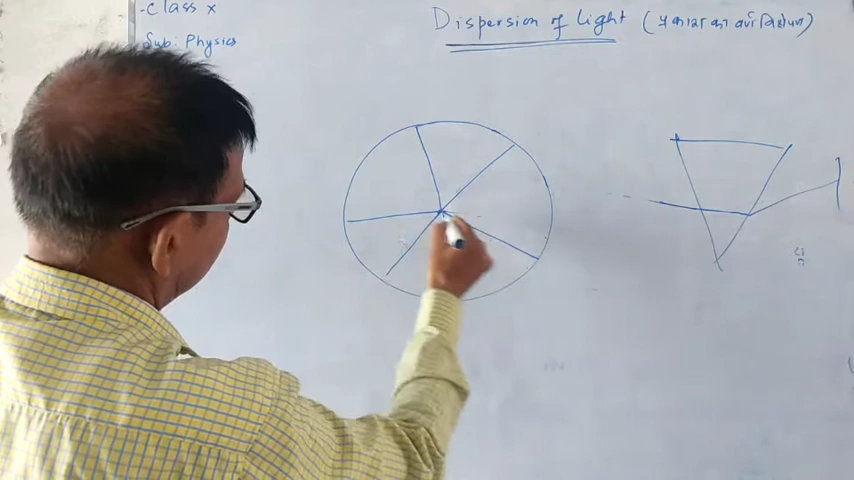 -class x
Sub: Physics
Dispersion of Light (प्रकाश का वर्ण विक्षेपण)